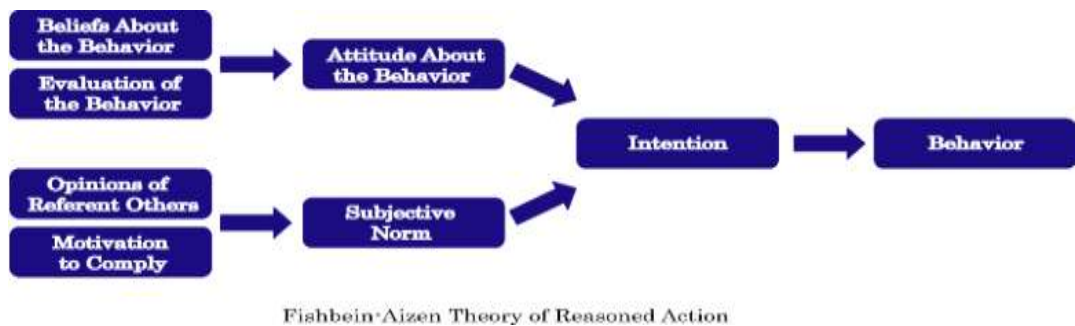 Beliefs About
the Behavior
Evaluation of
the Behavior
Attitude About
the Behavior
Opinions of
Referent Others
Motivation
to Comply
Subjective
Norm
Intention
Behavior
Fishbein-Aizen Theory of Reasoned Action